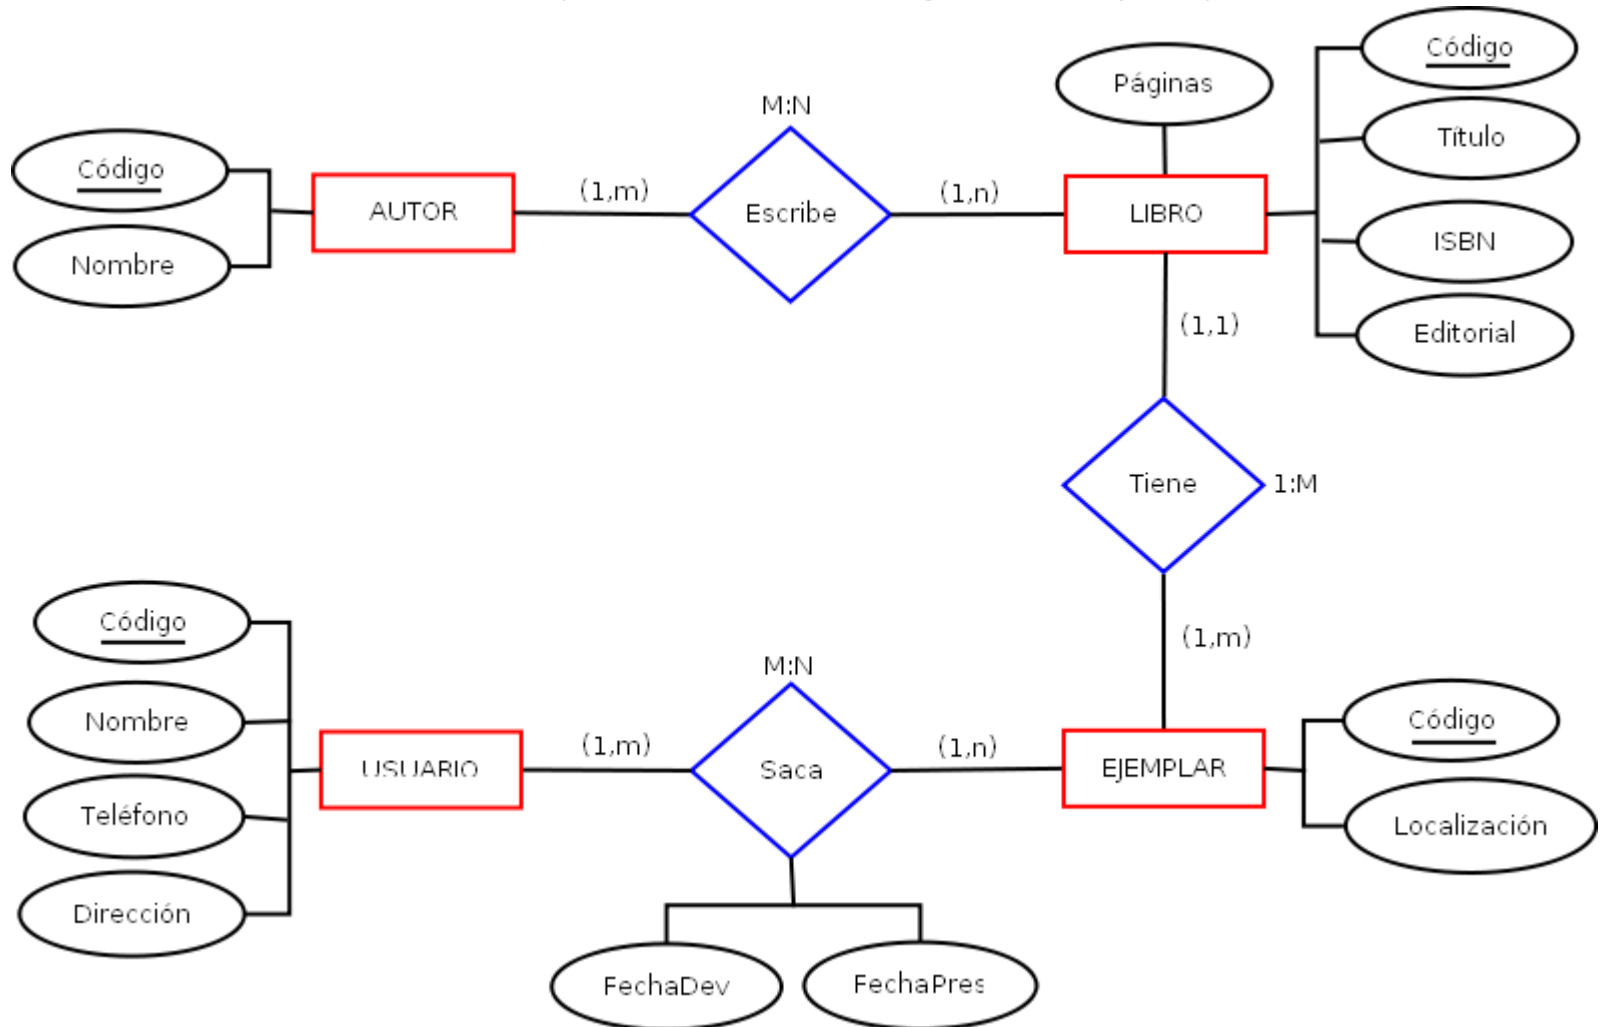 Código
Páginas
M:N
Título
Código
(1,m)
(1,n)
AUTOR
Escribe
LIBRO
ISBN
Nombre
(1,1)
Editorial
Tiene
1:M
Código
(1,m)
M:N
Nombre
Código
(1,m)
(1,n)
USUARIO
Saca
EJEMPLAR
Teléfono
Localización
Dirección
FechaDev
FechaPres